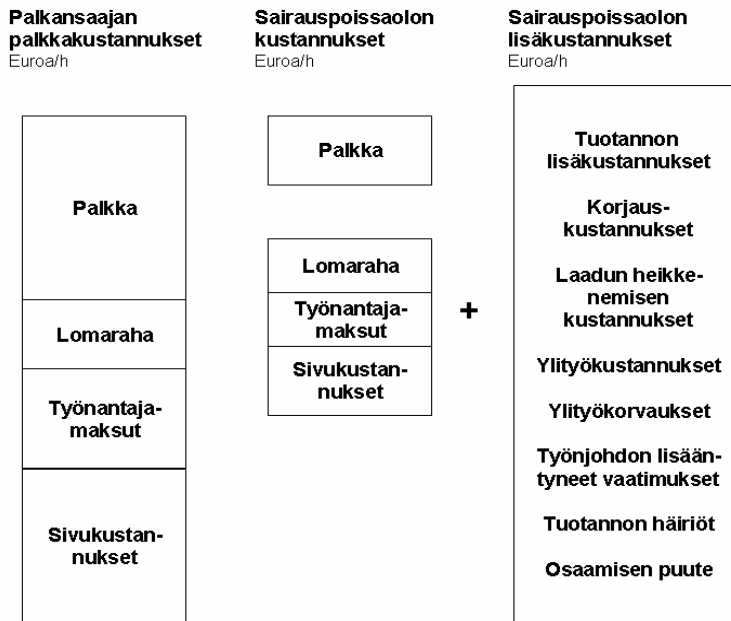 Palkansaajan
palkkakustannukset
Euroa/h
Palkka
Lomaraha
Työnantaja-
maksut
Sivukustan-
nukset
Sairauspoissaolon
kustannukset
Euroa/h
Palkka
Lomaraha
Työnantaja-
maksut
Sivukustan-
nukset
+
Sairauspoissaolon
lisäkustannukset
Euroa/h
Tuotannon
lisäkustannukset
Korjaus-
kustannukset
Laadun heikke-
nemisen
kustannukset
Ylityökustannukset
Ylityökorvaukset
Työnjohdon lisään-
tyneet vaatimukset
Tuotannon häiriöt
Osaamisen puute